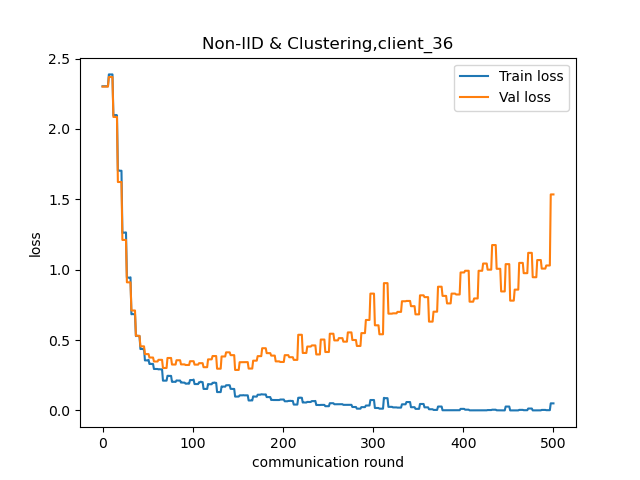 Non-IID & Clustering,client_36
Train loss
Val loss
loss
2.5
2.0
1.5
1.0
0.5
0.0
0
100
200
300
400
500
communication round